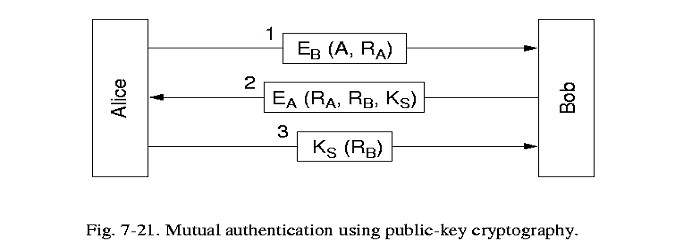 1
E_B (A, R_A)
Alice
2
E_A (R_A, R_B, K_S)
Bob
3
K_S (R_B)
Fig. 7-21. Mutual authentication using public-key cryptography.